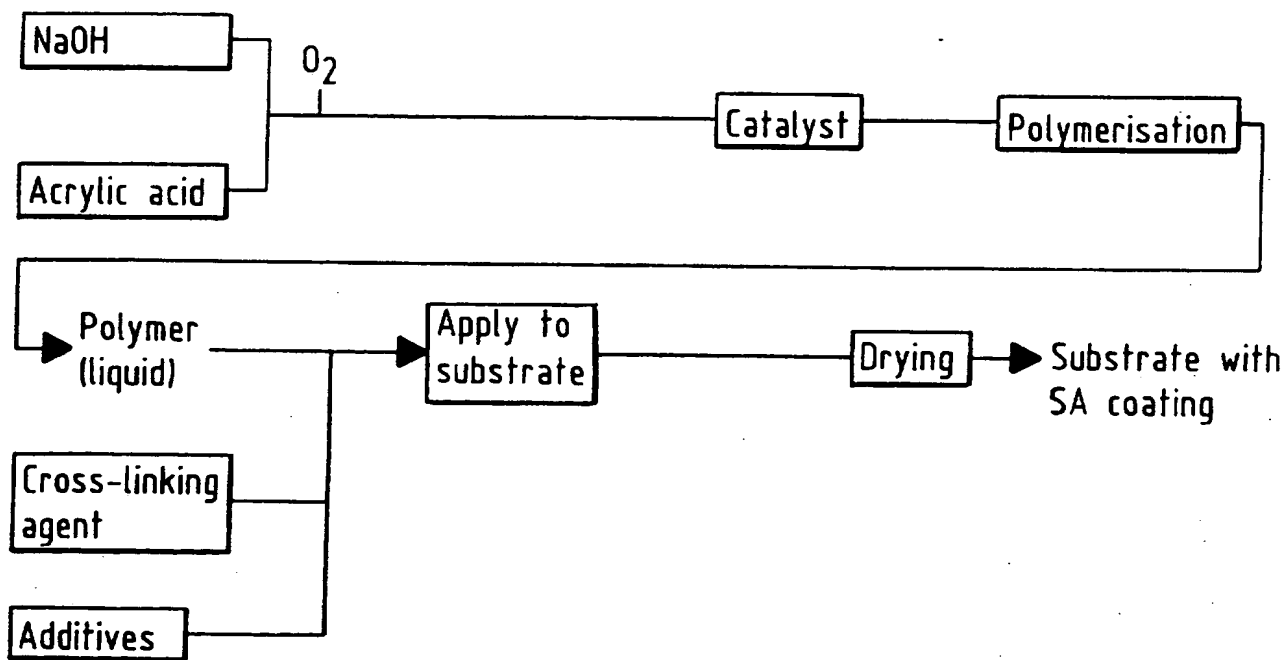 NaOH
O2
Acrylic acid
Catalyst
Polymerisation
Polymer
(liquid)
Apply to
substrate
Drying
Substrate with
SA coating
Cross-linking
agent
Additives